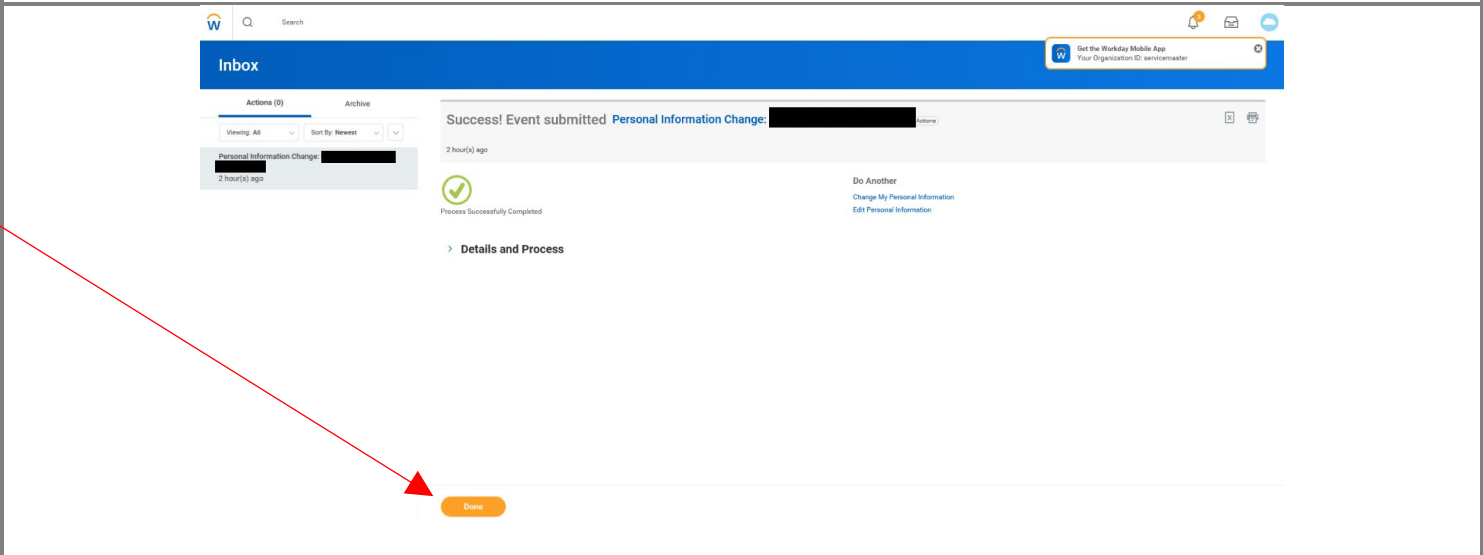 Search
2
Get the Workday Mobile App
Your Organization ID: servicemaster
Inbox
Actions (0)
Archive
Viewing: All
Sort By: Newest
Success! Event submitted Personal Information Change:
Actions
2 hour(s) ago
Personal Information Change:
2 hour(s) ago
Process Successfully Completed
Do Another
Change My Personal Information
Edit Personal Information
Details and Process
Done